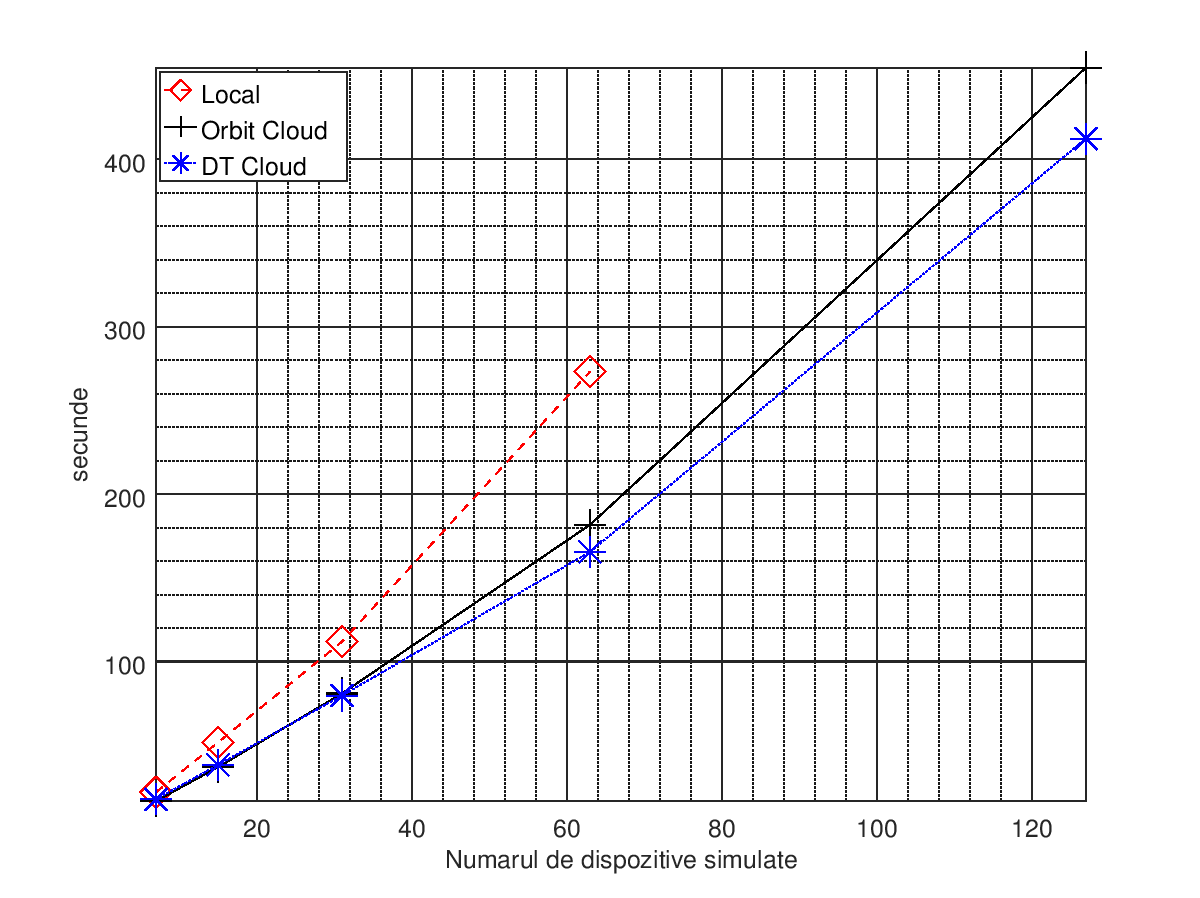 Local
Orbit Cloud
DT Cloud
400
300
200
100
secunde
20 40 60 80 100 120
Numarul de dispozitive simulate